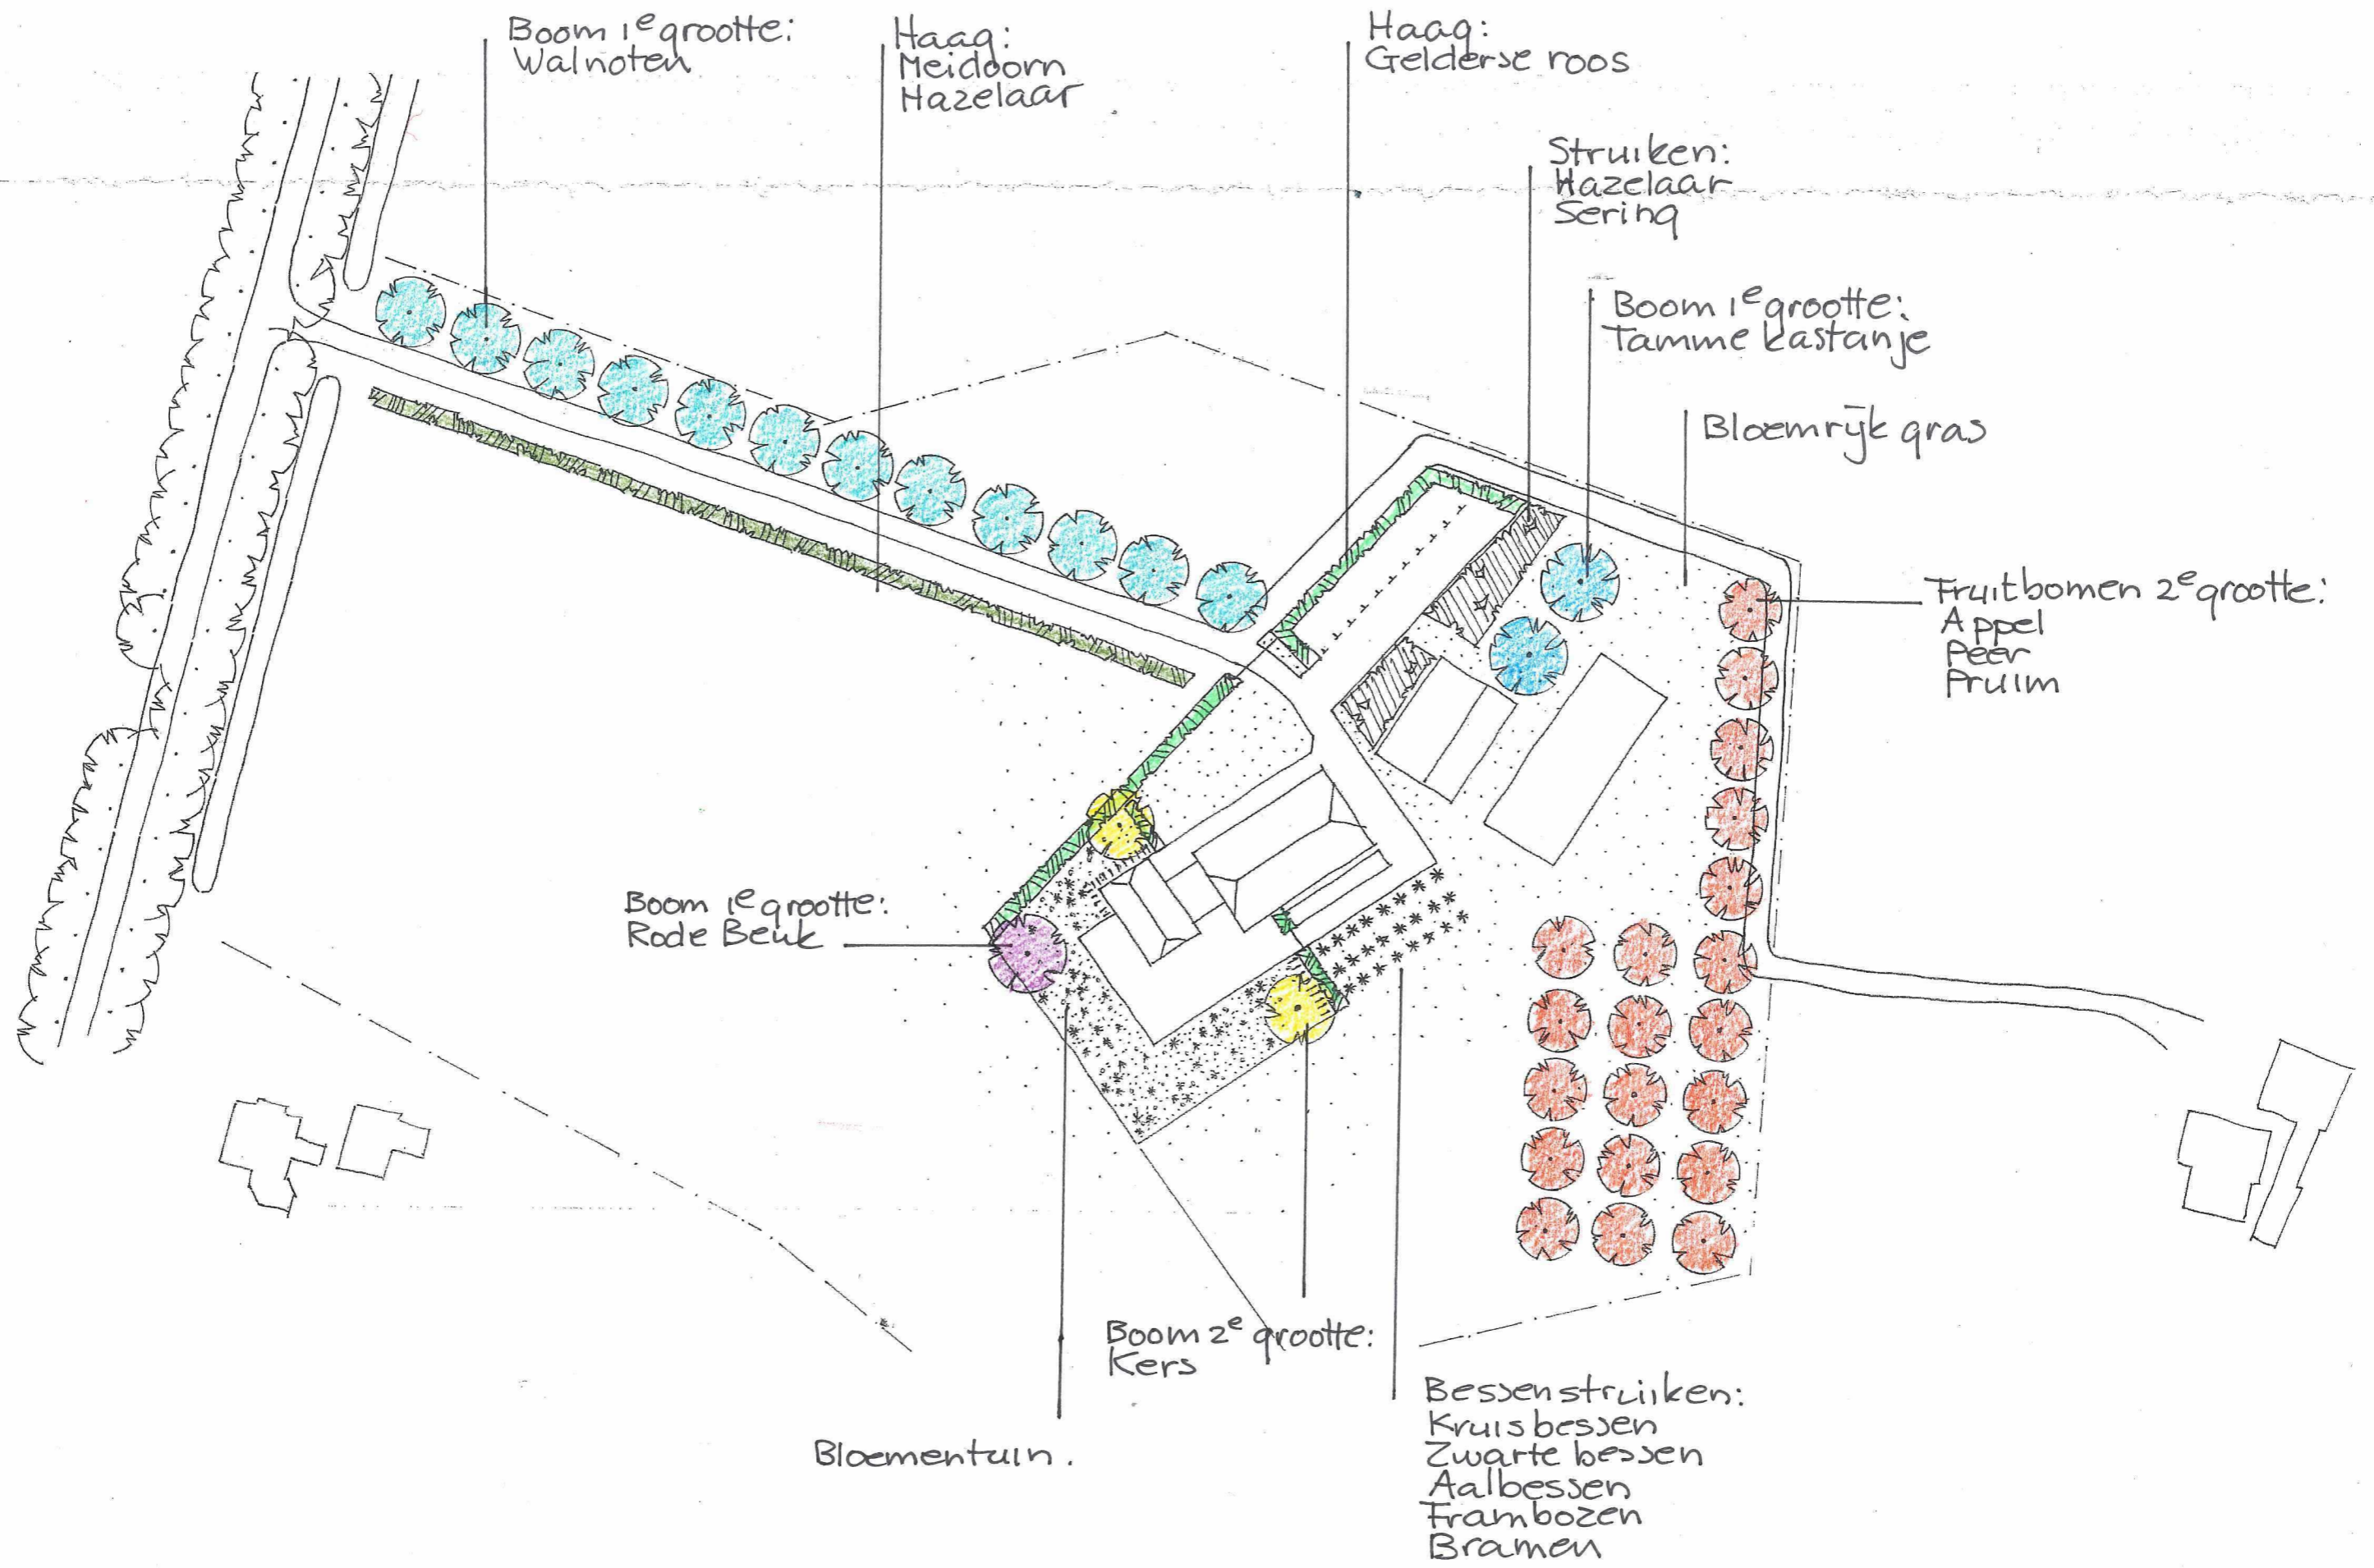 Boom 1e grootte:
Walnoten
Haag:
Meidoorn
Hazelaar
Haag:
Gelderse roos
Struiken:
Hazelaar
Sering
Boom 1e grootte:
Tamme kastanje
Bloemrijk gras
Fruitbomen 2e grootte:
Appel
Peer
Pruim
Boom 1e grootte:
Rode Beuk
Boom 2e grootte:
Kers
Bloementuin.
Bessenstruiken:
Kruisbessen
Zwarte bessen
Aalbessen
Frambozen
Bramen